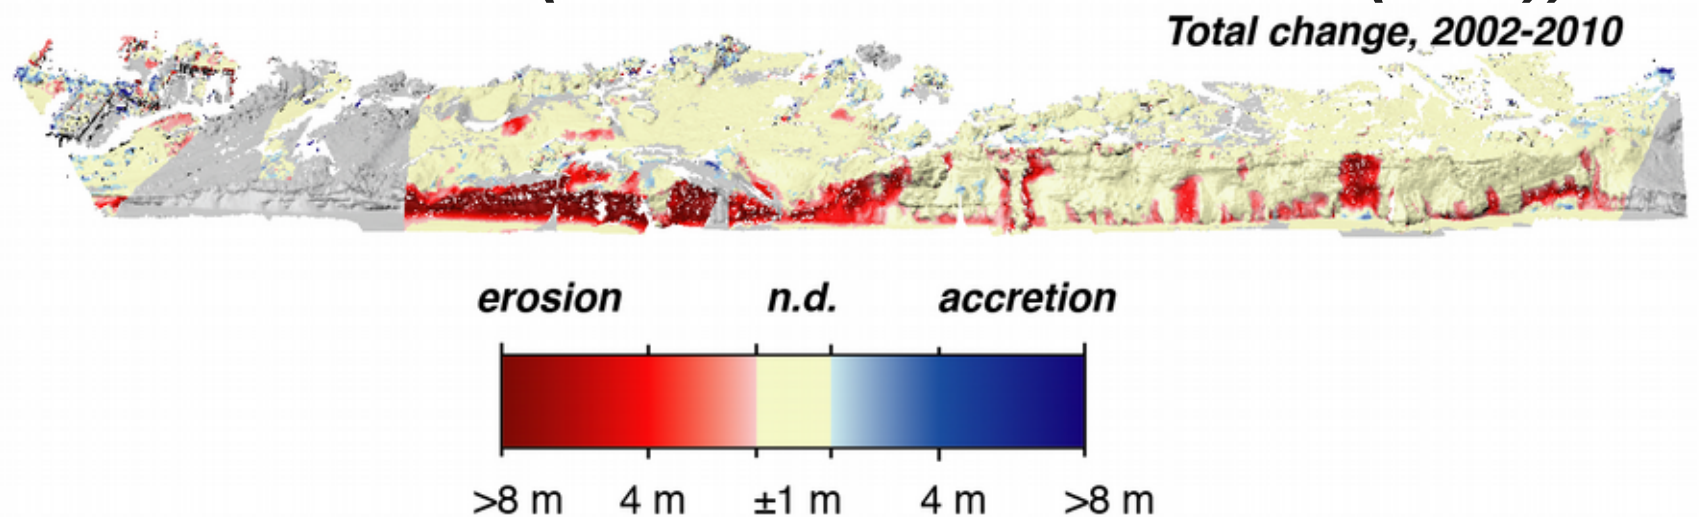 Total change, 2002-2010
erosion n.d. accretion
>8 m 4 m ±1 m 4 m >8 m